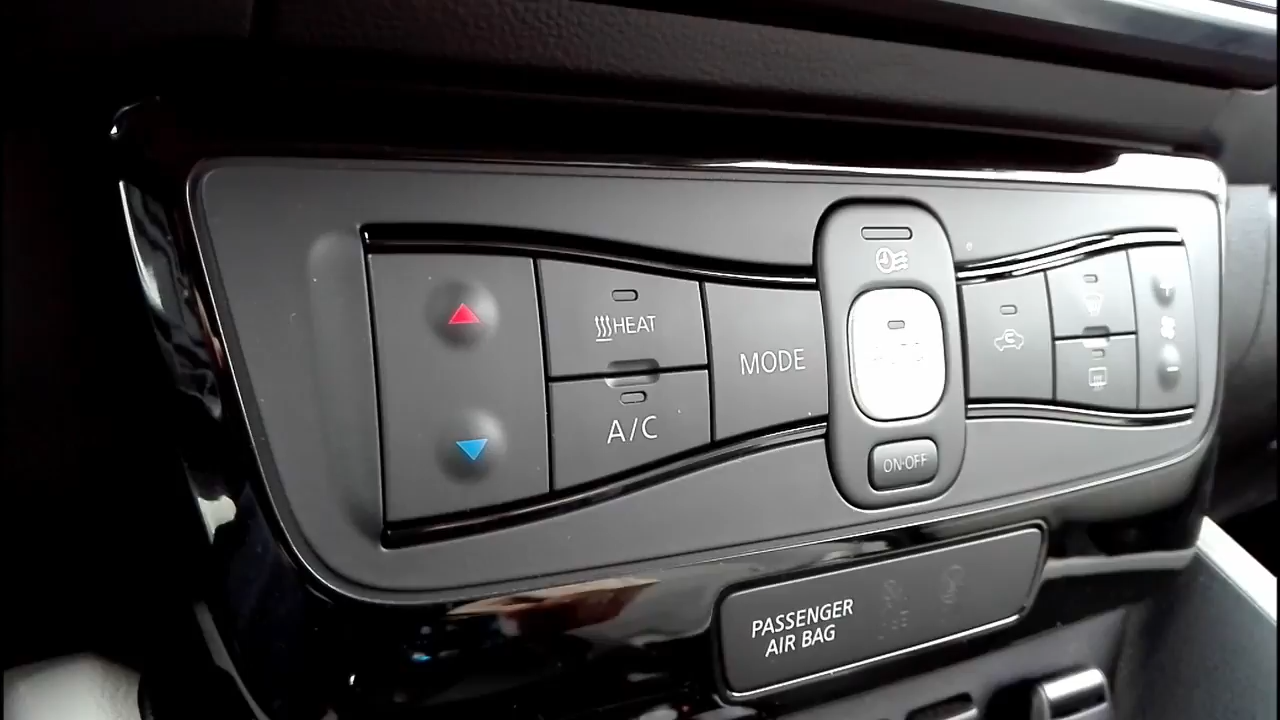 HEAT
A/C
MODE
ON·OFF
+
-
PASSENGER
AIR BAG